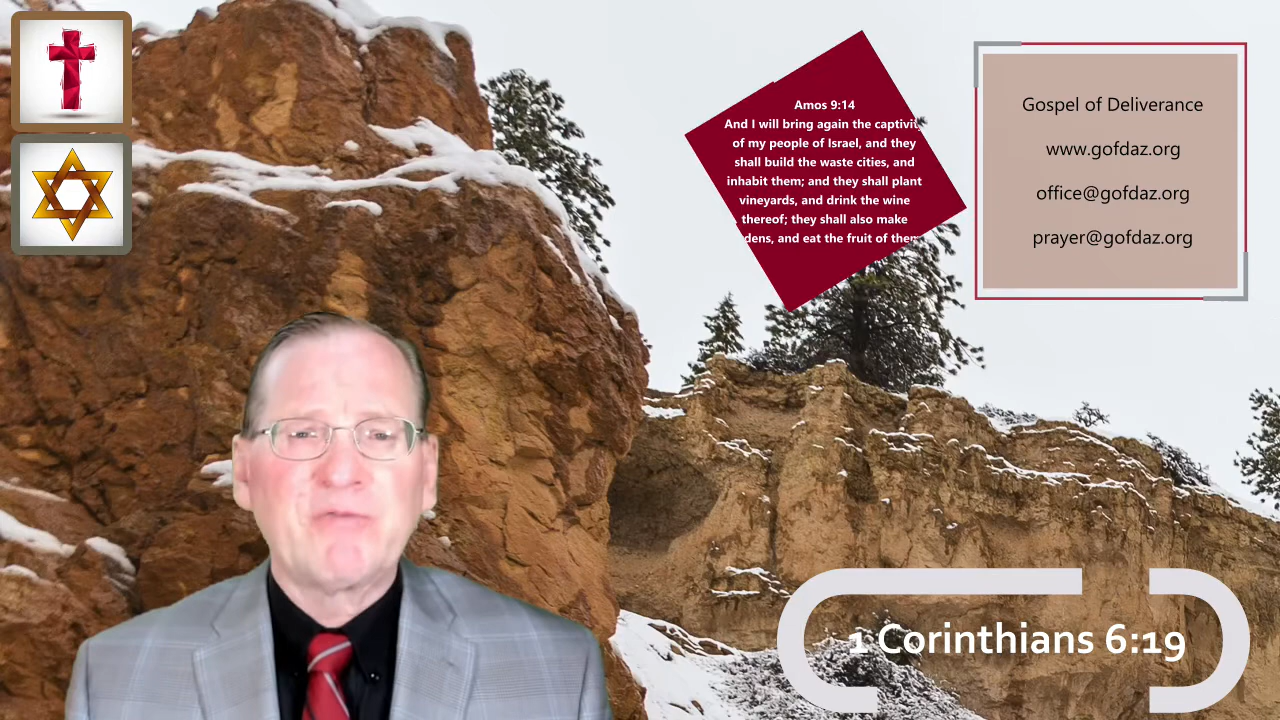 Amos 9:14
And I will bring again the captivi
of my people of Israel, and they
shall build the waste cities, and
inhabit them; and they shall plant
vineyards, and drink the wine
thereof; they shall also make
dens, and eat the fruit of them
Gospel of Deliverance
www.gofdaz.org
office@gofdaz.org
prayer@gofdaz.org
1 Corinthians 6:19